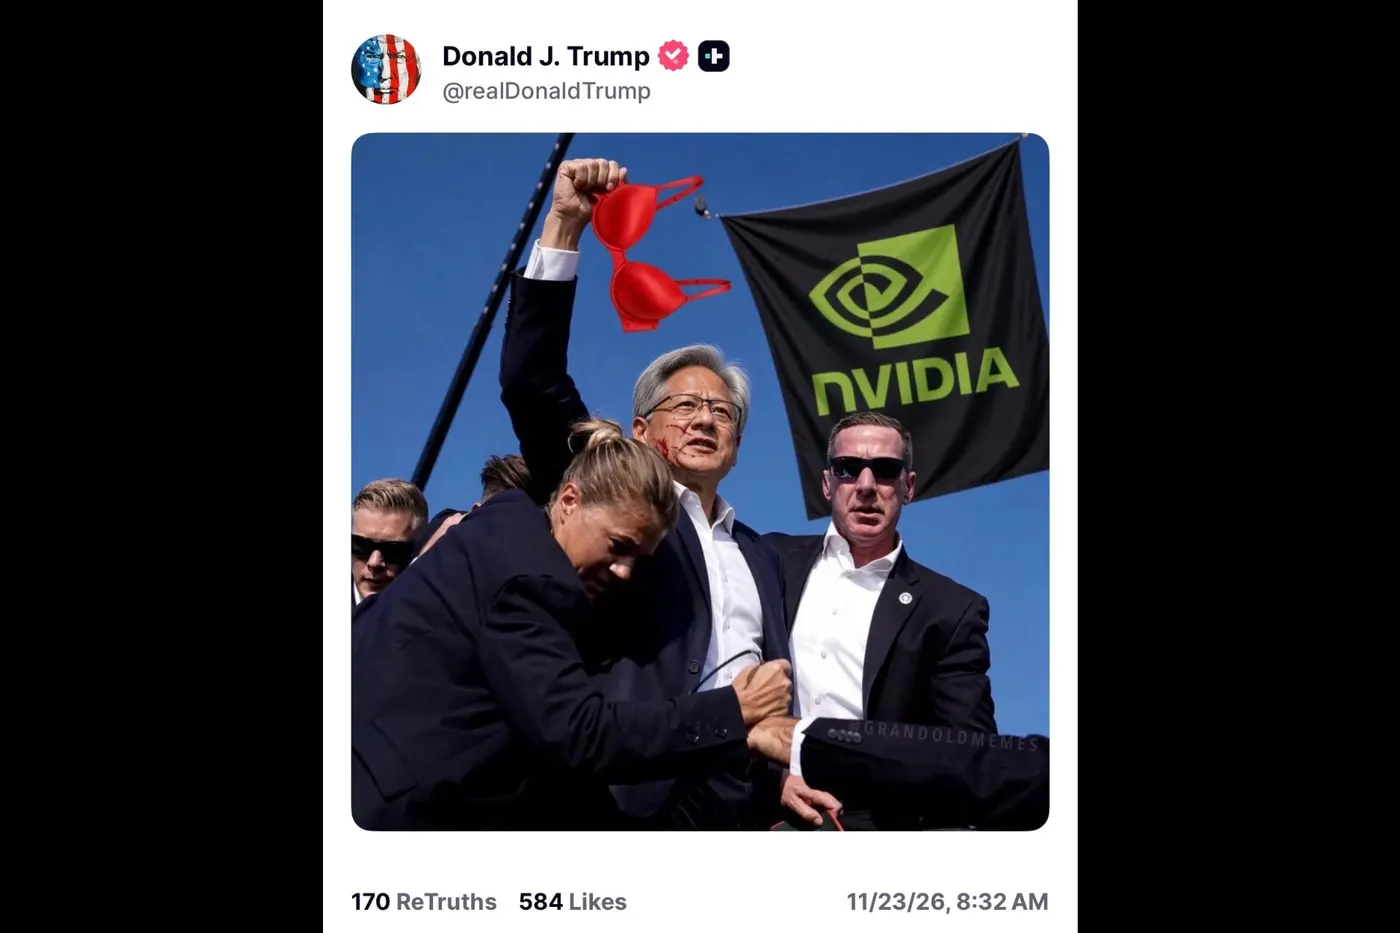 Donald J. Trump
@realDonaldTrump
NVIDIA
@GRANDOLDMEMES
170 ReTruths 584 Likes 11/23/26, 8:32 AM